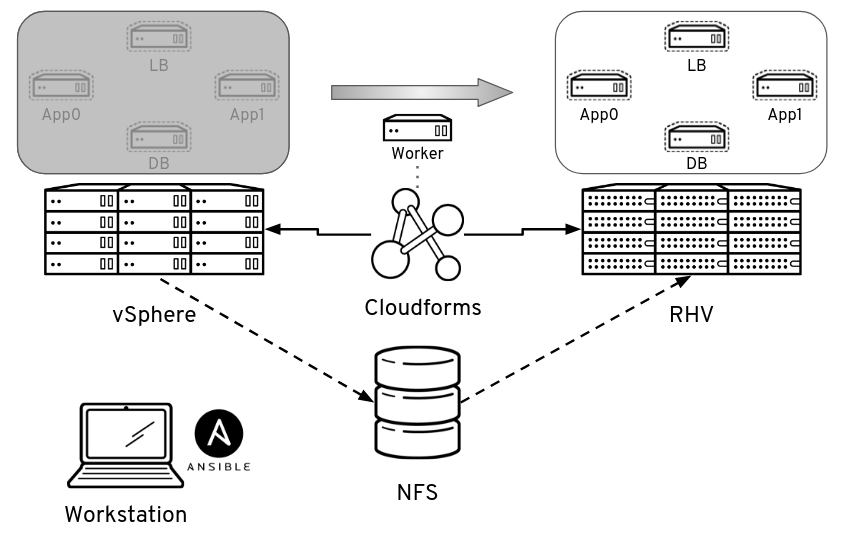 LB
App0
App1
DB
LB
App0
App1
DB
Worker
vSphere
Cloudforms
RHV
ANSIBLE
Workstation
NFS